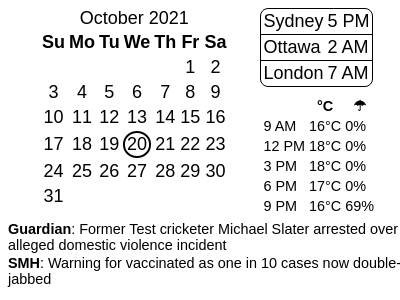 October 2021
Su Mo Tu We Th Fr Sa
1 2
3 4 5 6 7 8 9
10 11 12 13 14 15 16
17 18 19 20 21 22 23
24 25 26 27 28 29 30
31
Sydney 5 PM
Ottawa 2 AM
London 7 AM
°C ☂
9 AM 16°C 0%
12 PM 18°C 0%
3 PM 18°C 0%
6 PM 17°C 0%
9 PM 16°C 69%
Guardian: Former Test cricketer Michael Slater arrested over
alleged domestic violence incident
SMH: Warning for vaccinated as one in 10 cases now double-
jabbed